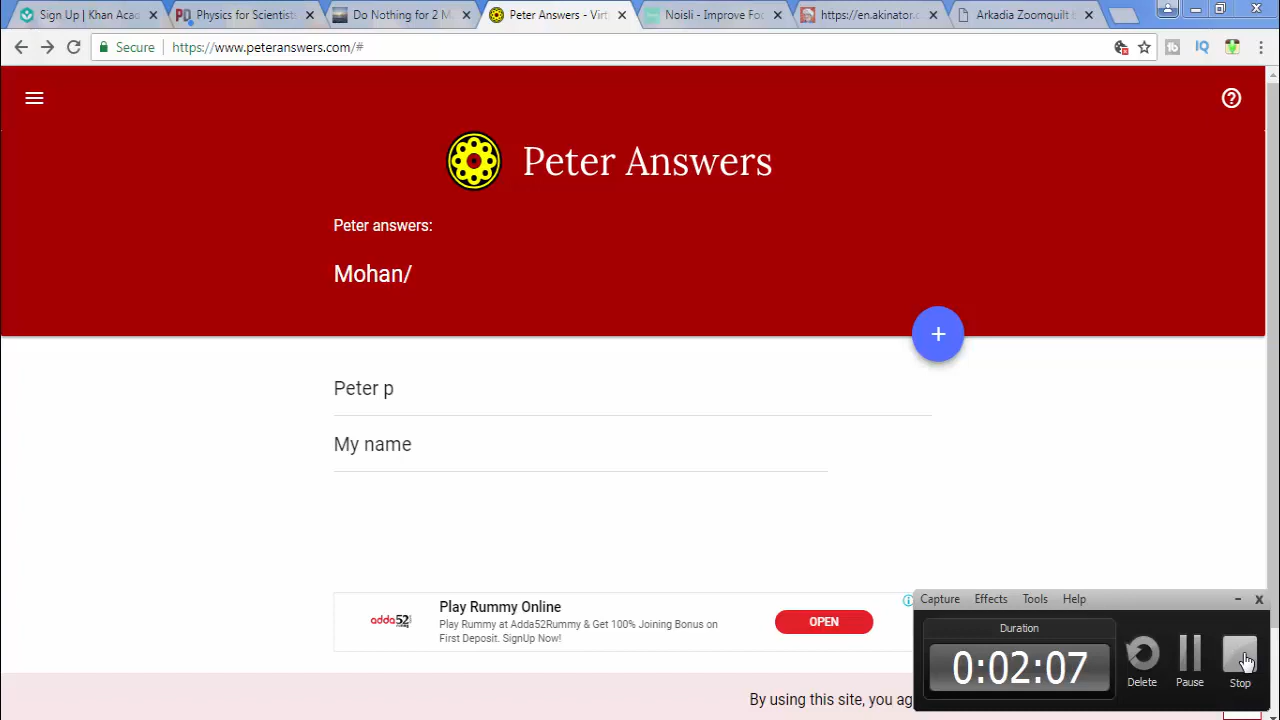 Sign Up | Khan Acad
Physics for Scientists
Do Nothing for 2 M
Peter Answers - Virt
Noisli - Improve Fo
https://en.akinator.
Arkadia Zoomquilt b
Secure
https://www.peteranswers.com/#
IQ
Peter Answers
Peter answers:
Mohan/
+
Peter p
My name
adda52
Play Rummy Online
Play Rummy at Adda52Rummy & Get 100% Joining Bonus on
First Deposit. SignUp Now!
OPEN
By using this site, you ag
Capture Effects Tools Help
Duration
0:02:07
Delete
Pause
Stop